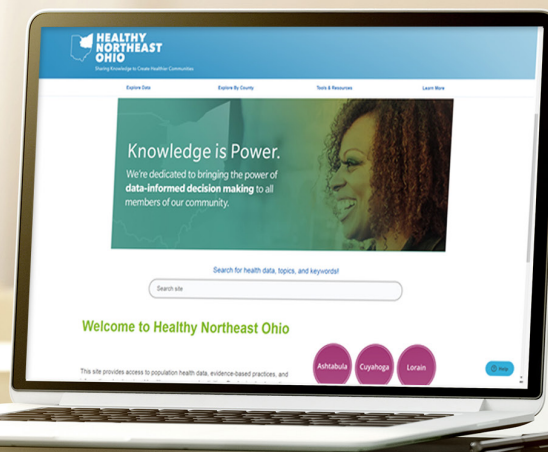 HEALTHY
NORTHEAST
OHIO
Sharing Knowledge to Create Healthier Communities
Explore Data
Explore By County
Tools & Resources
Learn More
Knowledge is Power.
We're dedicated to bringing the power of
data-informed decision making to all
members of our community.
Search for health data, topics, and keywords!
Search site
Welcome to Healthy Northeast Ohio
Ashtabula
Cuyahoga
Lorain
This site provides access to population health data, evidence-based practices, and
Help